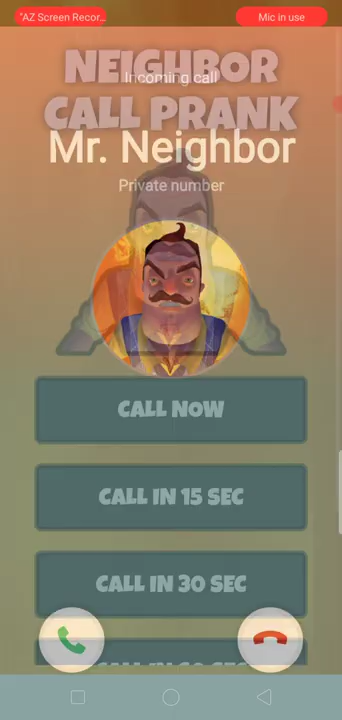 "AZ Screen Recor...
Mic in use
NEIGHBOR
Incoming call
CALL PRANK
Mr. Neighbor
Private number
CALL NOW
CALL IN 15 SEC
CALL IN 30 SEC